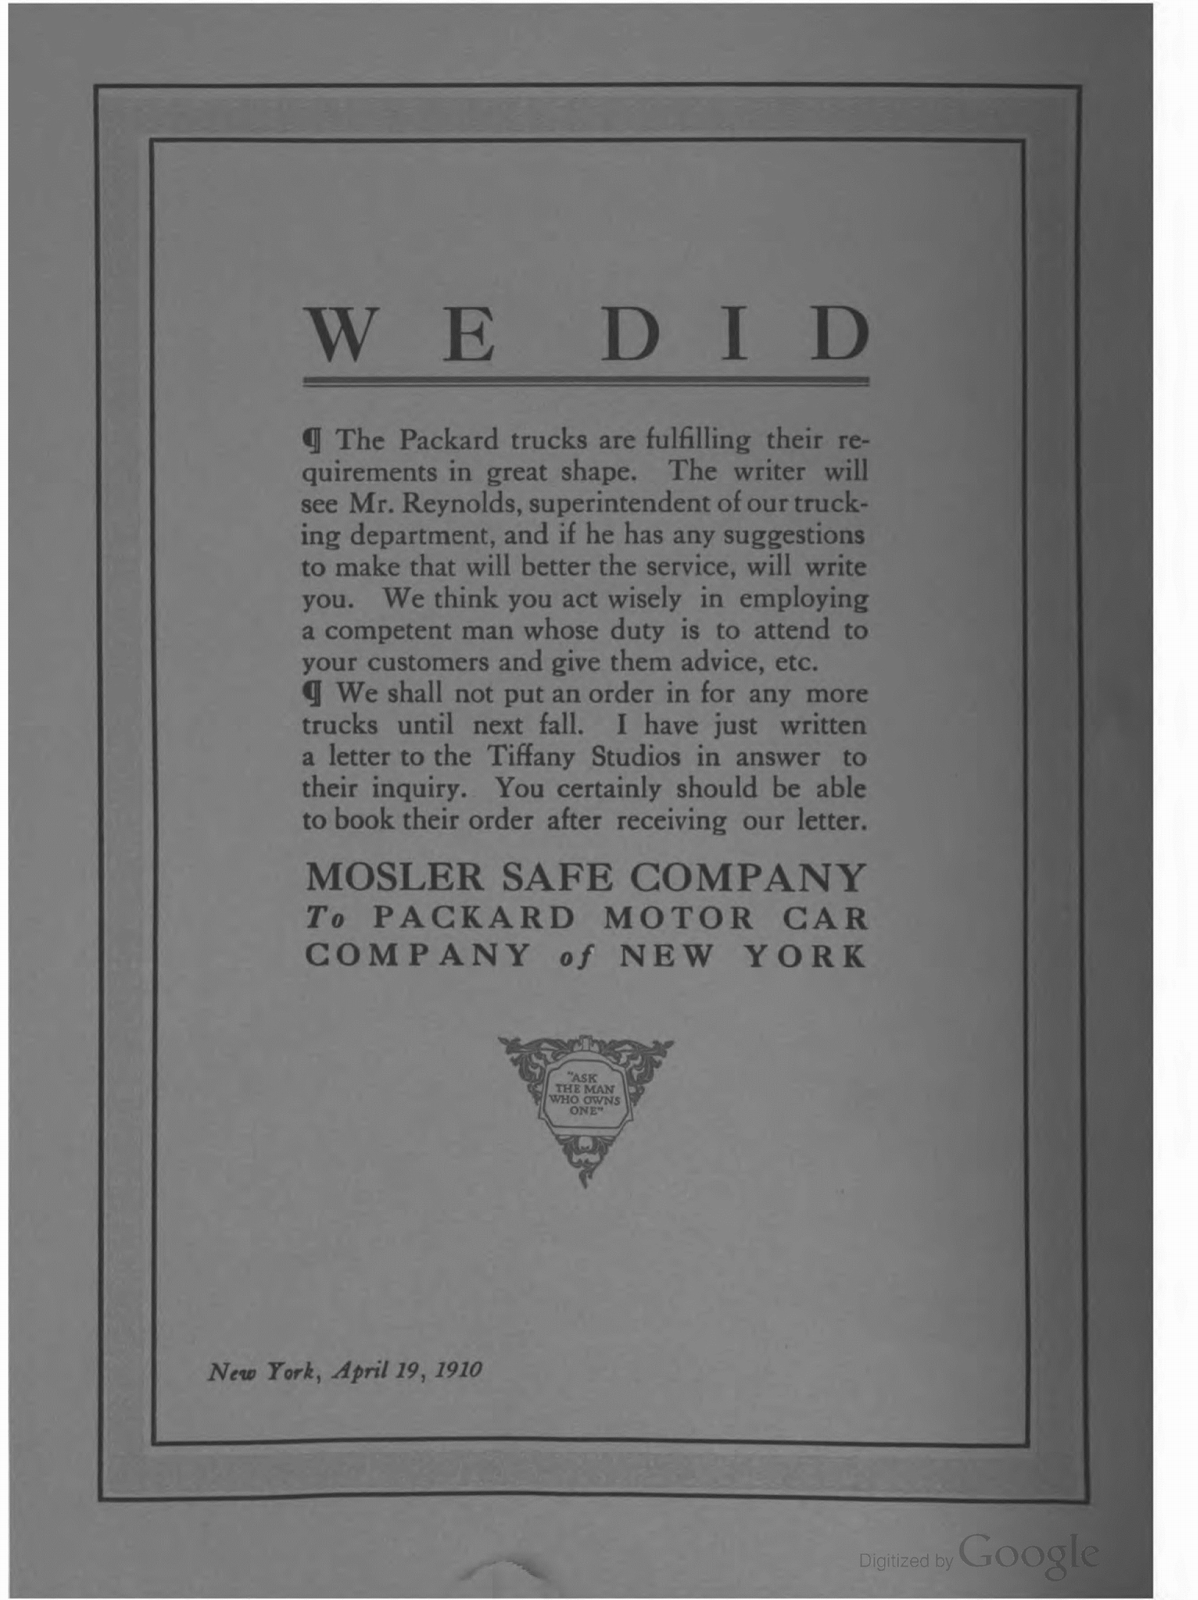 WE DID
¶ The Packard trucks are fulfilling their re-
quirements in great shape. The writer will
see Mr. Reynolds, superintendent of our truck-
ing department, and if he has any suggestions
to make that will better the service, will write
you. We think you act wisely in employing
a competent man whose duty is to attend to
your customers and give them advice, etc.
¶ We shall not put an order in for any more
trucks until next fall. I have just written
a letter to the Tiffany Studios in answer to
their inquiry. You certainly should be able
to book their order after receiving our letter.
MOSLER SAFE COMPANY
To PACKARD MOTOR CAR
COMPANY of NEW YORK
"ASK
THE MAN
WHO OWNS
ONE"
New York, April 19, 1910
Digitized by Google